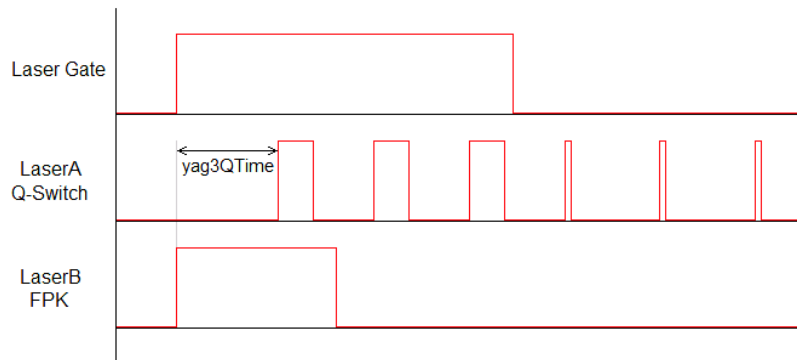 Laser Gate
LaserA
Q-Switch
yag3QTime
LaserB
FPK